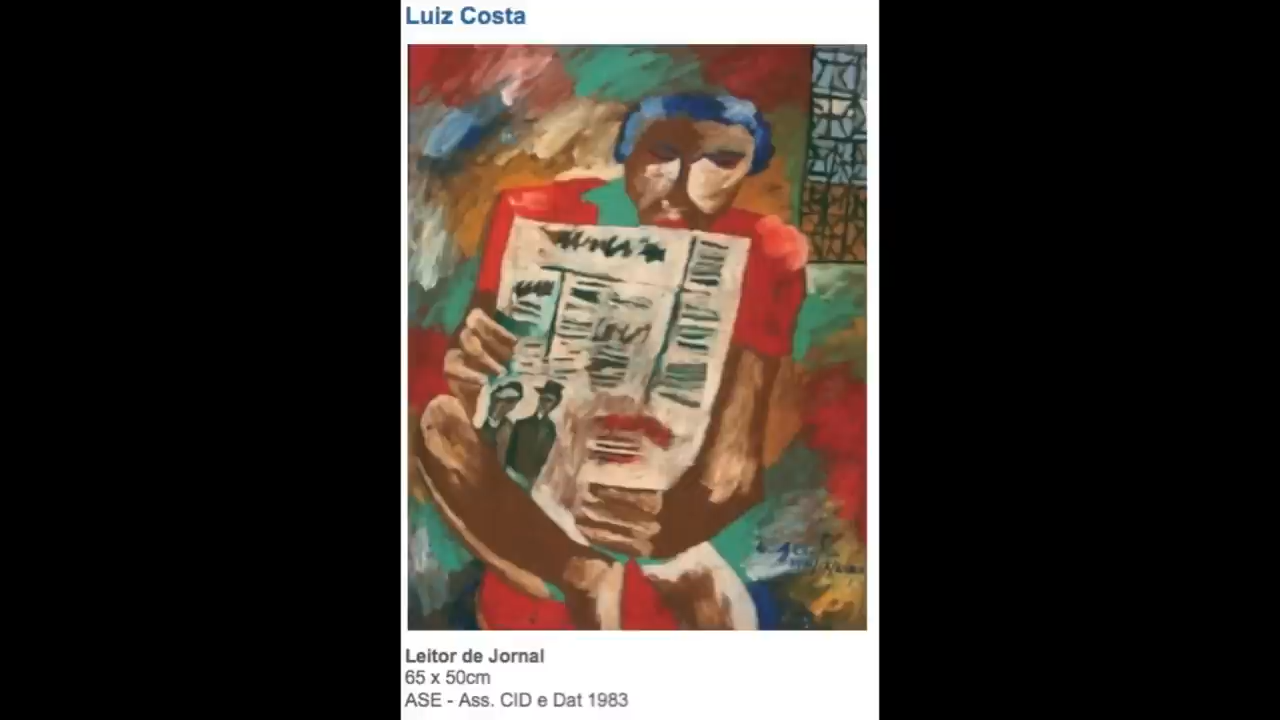 Luiz Costa
Leitor de Jornal
65 x 50cm
ASE - Ass. CID e Dat 1983